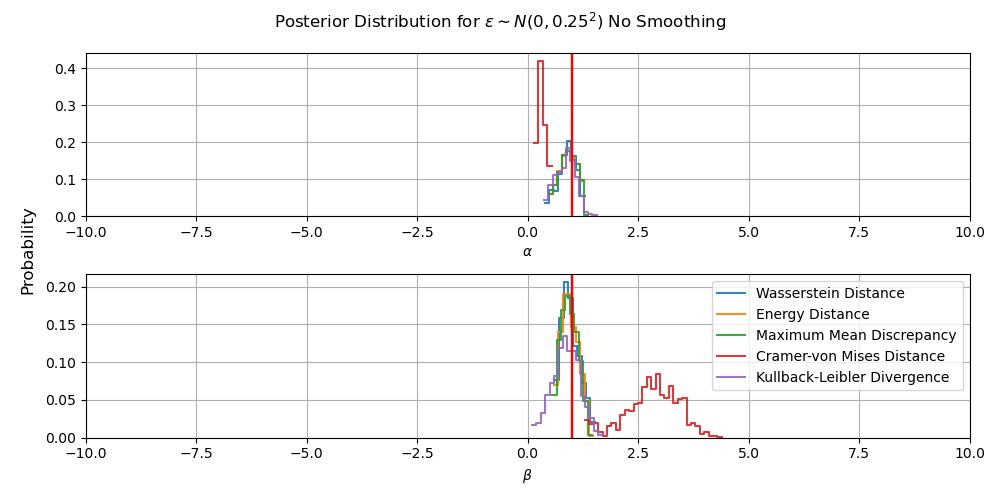 Posterior Distribution for ε ∼ N(0, 0.25²) No Smoothing
Probability
0.4
0.3
0.2
0.1
0.0
−10.0 −7.5 −5.0 −2.5 0.0 2.5 5.0 7.5 10.0
α
0.20
0.15
0.10
0.05
0.00
Wasserstein Distance
Energy Distance
Maximum Mean Discrepancy
Cramer-von Mises Distance
Kullback-Leibler Divergence
−10.0 −7.5 −5.0 −2.5 0.0 2.5 5.0 7.5 10.0
β